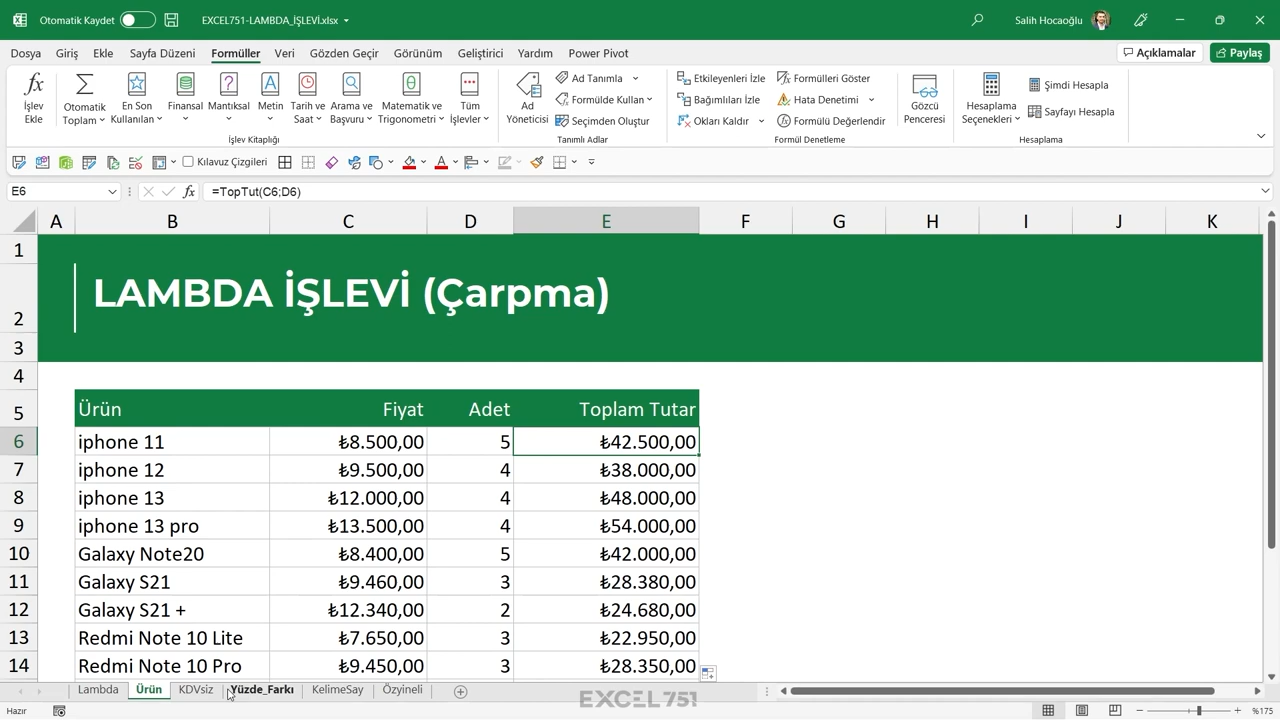 Otomatik Kaydet
EXCEL751-LAMBDA_İŞLEVİ.xlsx
Salih Hocaoğlu
Dosya Giriş Ekle Sayfa Düzeni Formüller Veri Gözden Geçir Görünüm Geliştirici Yardım Power Pivot
Açıklamalar Paylaş
İşlev Ekle
Otomatik Toplam
En Son Kullanılan
Finansal
Mantıksal
Metin
Tarih ve Saat
Arama ve Başvuru
Matematik ve Trigonometri
Tüm İşlevler
İşlev Kitaplığı
Ad Yöneticisi
Ad Tanımla
Formülde Kullan
Seçimden Oluştur
Tanımlı Adlar
Etkileyenleri İzle
Bağımlıları İzle
Okları Kaldır
Formülleri Göster
Hata Denetimi
Formülü Değerlendir
Gözcü Penceresi
Formül Denetleme
Hesaplama Seçenekleri
Şimdi Hesapla
Sayfayı Hesapla
Hesaplama
Kılavuz Çizgileri
E6 fx =TopTut(C6;D6)
A B C D E F G H I J K
1
2 LAMBDA İŞLEVİ (Çarpma)
3
4
5 Ürün Fiyat Adet Toplam Tutar
6 iphone 11 ₺8.500,00 5 ₺42.500,00
7 iphone 12 ₺9.500,00 4 ₺38.000,00
8 iphone 13 ₺12.000,00 4 ₺48.000,00
9 iphone 13 pro ₺13.500,00 4 ₺54.000,00
10 Galaxy Note20 ₺8.400,00 5 ₺42.000,00
11 Galaxy S21 ₺9.460,00 3 ₺28.380,00
12 Galaxy S21 + ₺12.340,00 2 ₺24.680,00
13 Redmi Note 10 Lite ₺7.650,00 3 ₺22.950,00
14 Redmi Note 10 Pro ₺9.450,00 3 ₺28.350,00
Lambda Ürün KDVsiz Yüzde_Farkı KelimeSay Özyineli
EXCEL751
Hazır
%175